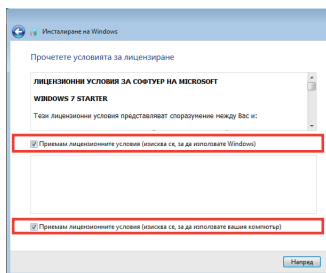 Инсталиране на Windows
Прочетете условията за лицензиране
ЛИЦЕНЗИОННИ УСЛОВИЯ ЗА СОФТУЕР НА MICROSOFT
WINDOWS 7 STARTER
Тези лицензионни условия представляват споразумение между Вас и:
Приемам лицензионните условия (изисква се, за да използвате Windows)
Приемам лицензионните условия (изисква се, за да използвате вашия компютър)
Напред